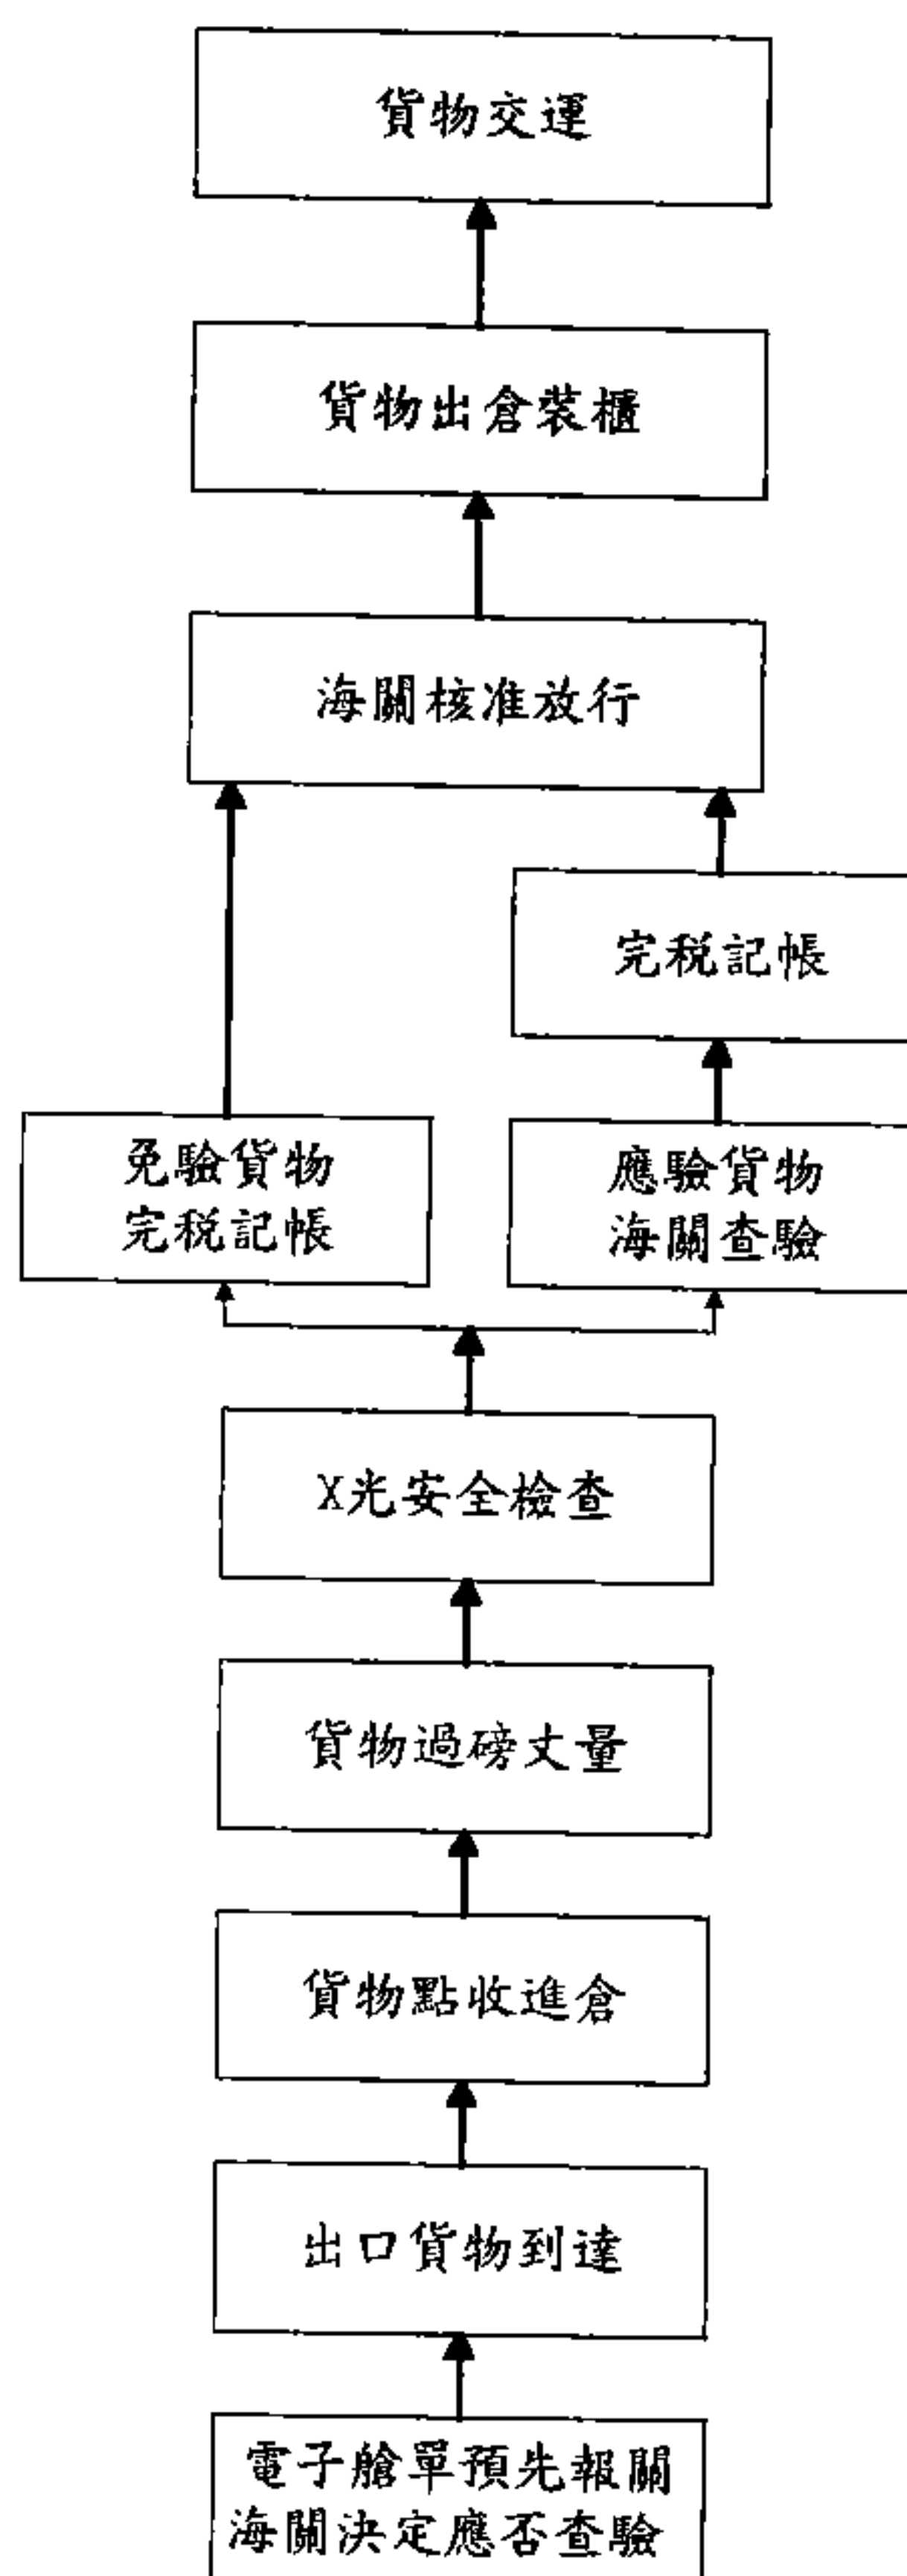 貨物交運
貨物出倉裝櫃
海關核准放行
完稅記帳
免驗貨物
完稅記帳
應驗貨物
海關查驗
X光安全檢查
貨物過磅丈量
貨物點收進倉
出口貨物到達
電子艙單預先報關
海關決定應否查驗